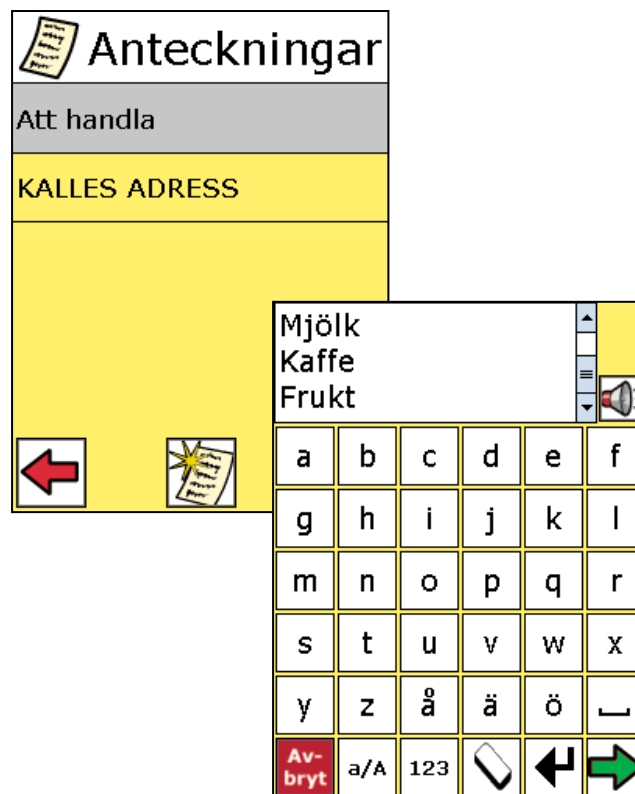 Anteckningar
Att handla
KALLES ADRESS
Mjölk
Kaffe
Frukt
a b c d e f
g h i j k l
m n o p q r
s t u v w x
y z å ä ö
Av-
bryt a/A 123